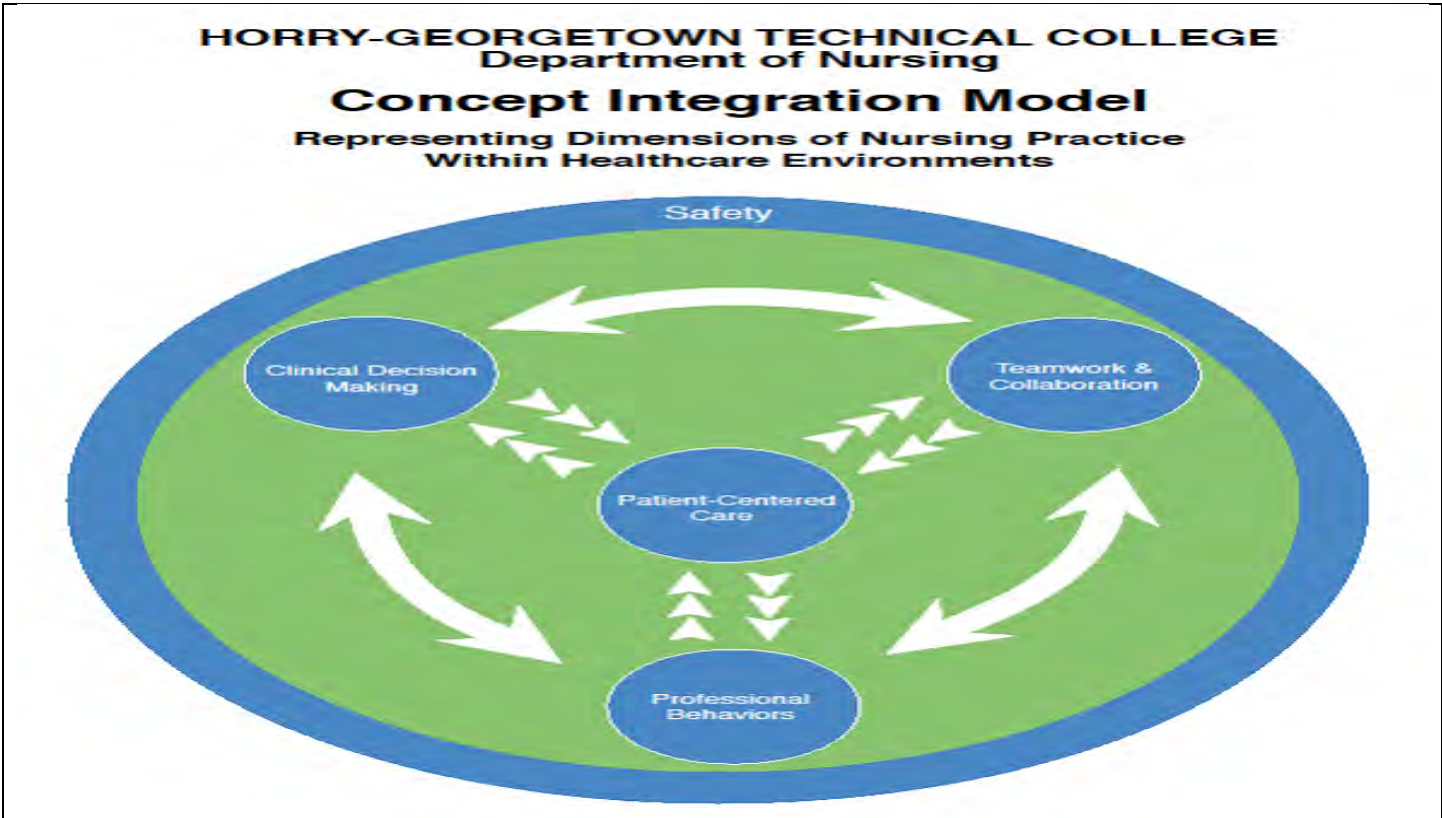 HORRY-GEORGETOWN TECHNICAL COLLEGE
Department of Nursing
Concept Integration Model
Representing Dimensions of Nursing Practice
Within Healthcare Environments
Safety
Clinical Decision
Making
Teamwork &
Collaboration
Patient-Centered
Care
Professional
Behaviors